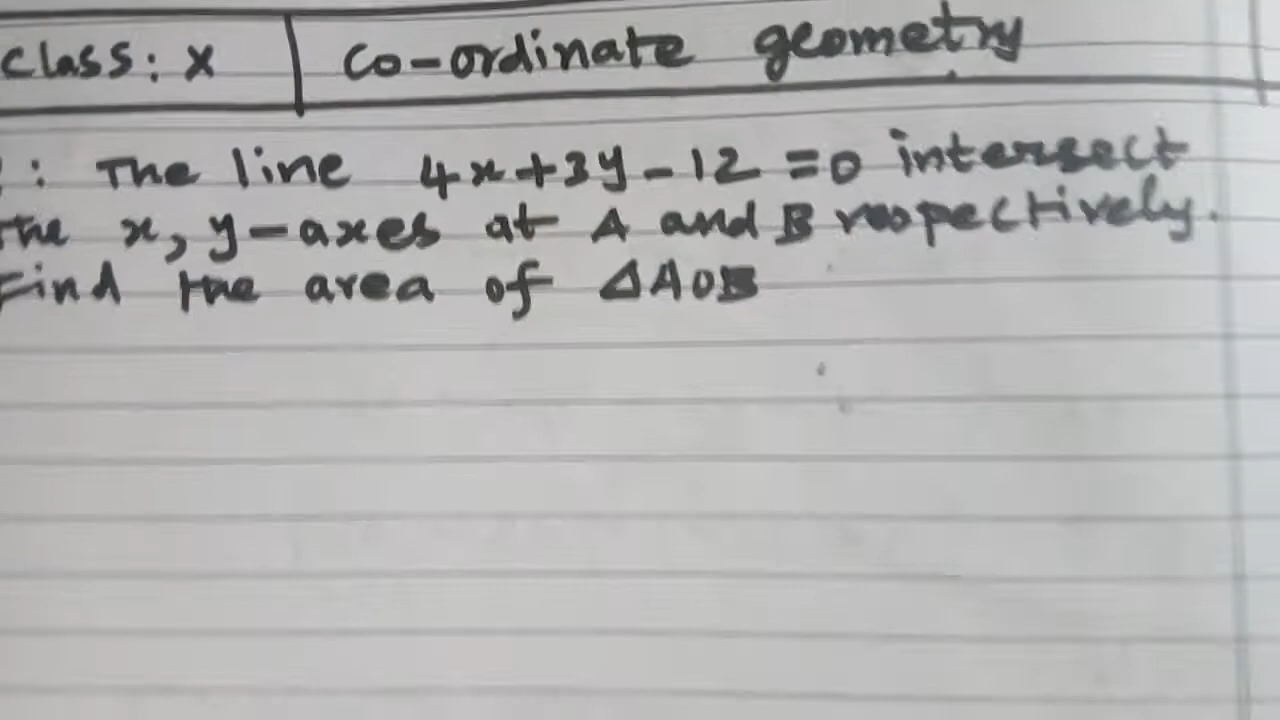 Class: X | Co-ordinate geometry
: The line 4x+3y-12=0 intersect
the x, y-axes at A and B respectively.
Find the area of ΔAOB